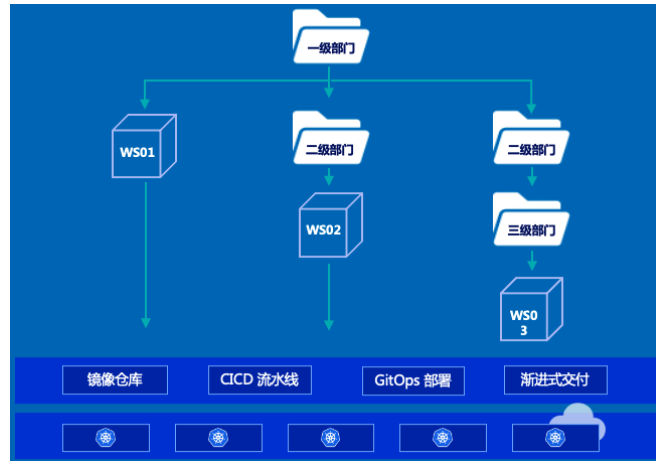 一级部门
WS01
二级部门
二级部门
WS02
三级部门
WS0
3
镜像仓库
CICD 流水线
GitOps 部署
渐进式交付